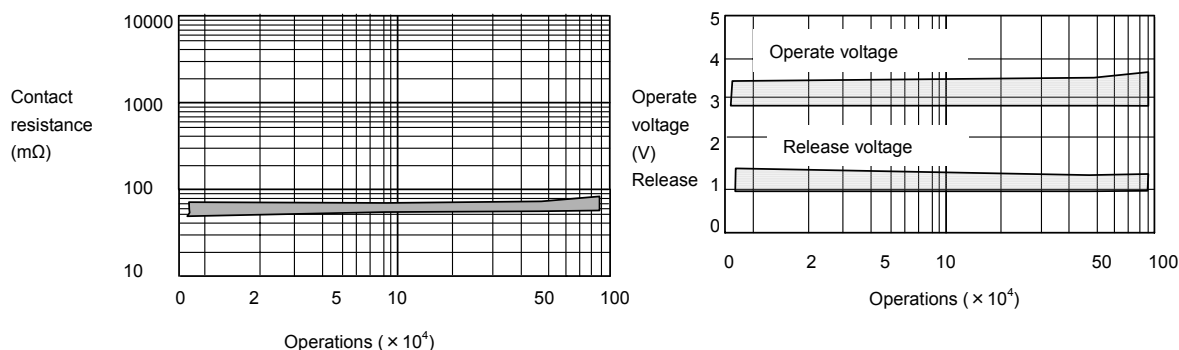 10000
1000
100
10
Contact
resistance
(mΩ)
0 2 5 10 50 100
Operations ( × 10⁴)
5
4
3
2
1
0
Operate
voltage
(V)
Release
Operate voltage
Release voltage
0 2 5 10 50 100
Operations ( × 10⁴)